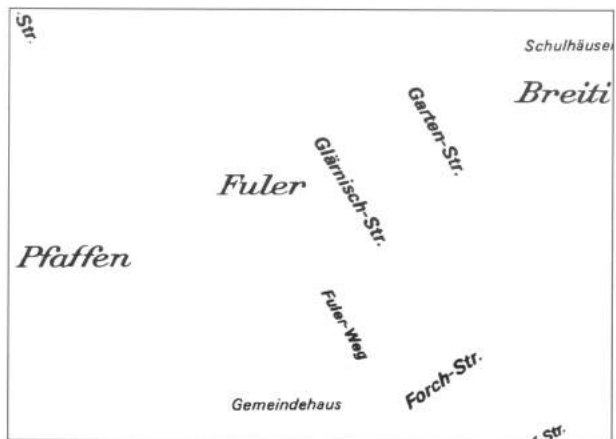 Str.
Schulhäuser
Breiti
Garten-Str.
Glärnisch-Str.
Fuler
Pfaffen
Fuler-Weg
Forch-Str.
Gemeindehaus
Str.